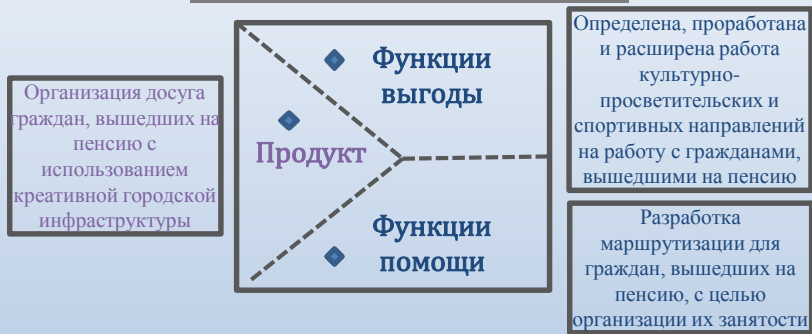 Организация досуга
граждан, вышедших на
пенсию с
использованием
креативной городской
инфраструктуры
Функции
выгоды
Продукт
Функции
помощи
Определена, проработана
и расширена работа
культурно-
просветительских и
спортивных направлений
на работу с гражданами,
вышедшими на пенсию
Разработка
маршрутизации для
граждан, вышедших на
пенсию, с целью
организации их занятости